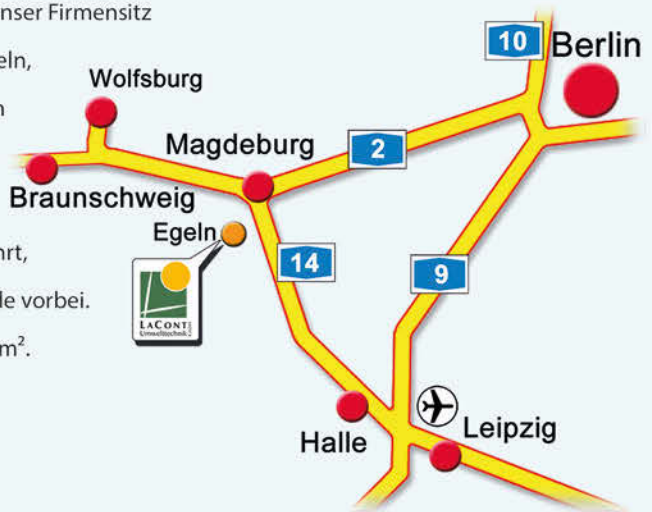 nser Firmensitz
eln,
n
hrt,
le vorbei.
m².
10
Berlin
Wolfsburg
Magdeburg
2
Braunschweig
Egeln
14
9
LACONT
Umwelttechnik
Halle
Leipzig